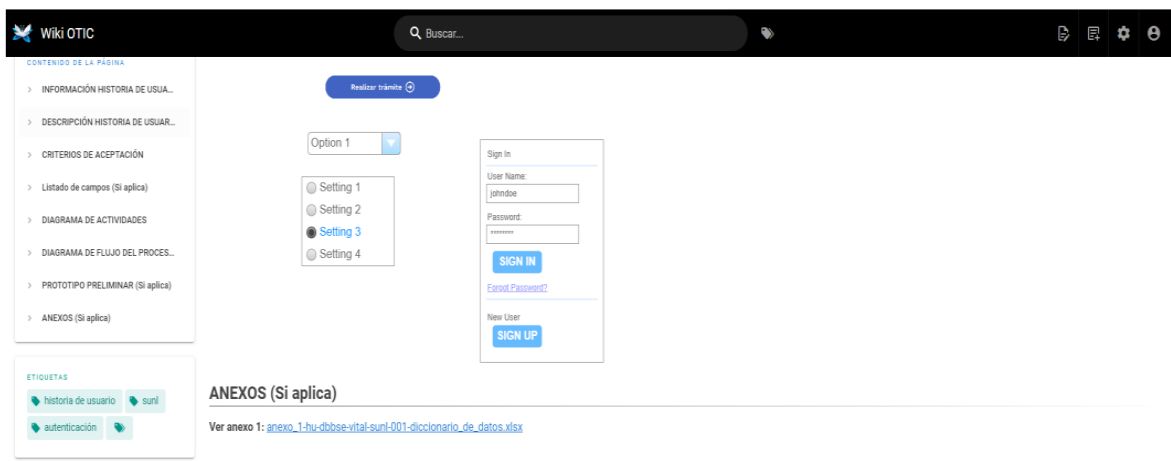 Wiki OTIC
Buscar...
CONTENIDO DE LA PÁGINA
INFORMACIÓN HISTORIA DE USUA...
DESCRIPCIÓN HISTORIA DE USUAR...
CRITERIOS DE ACEPTACIÓN
Listado de campos (Si aplica)
DIAGRAMA DE ACTIVIDADES
DIAGRAMA DE FLUJO DEL PROCES...
PROTOTIPO PRELIMINAR (Si aplica)
ANEXOS (Si aplica)
ETIQUETAS
historia de usuario
sunl
autenticación
Realizar trámite
Option 1
Setting 1
Setting 2
Setting 3
Setting 4
Sign In
User Name:
johndoe
Password:
********
SIGN IN
Forgot Password?
New User
SIGN UP
ANEXOS (Si aplica)
Ver anexo 1: anexo_1-hu-dbbse-vital-sunl-001-diccionario_de_datos.xlsx